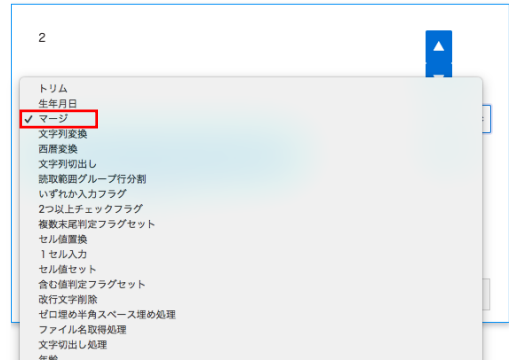 2
▲
▼
トリム
生年月日
✓ マージ
文字列変換
西暦変換
文字列切出し
読取範囲グループ行分割
いずれか入力フラグ
2つ以上チェックフラグ
複数末尾判定フラグセット
セル値置換
１セル入力
セル値セット
含む値判定フラグセット
改行文字削除
ゼロ埋め半角スペース埋め処理
ファイル名取得処理
文字切出し処理
年齢